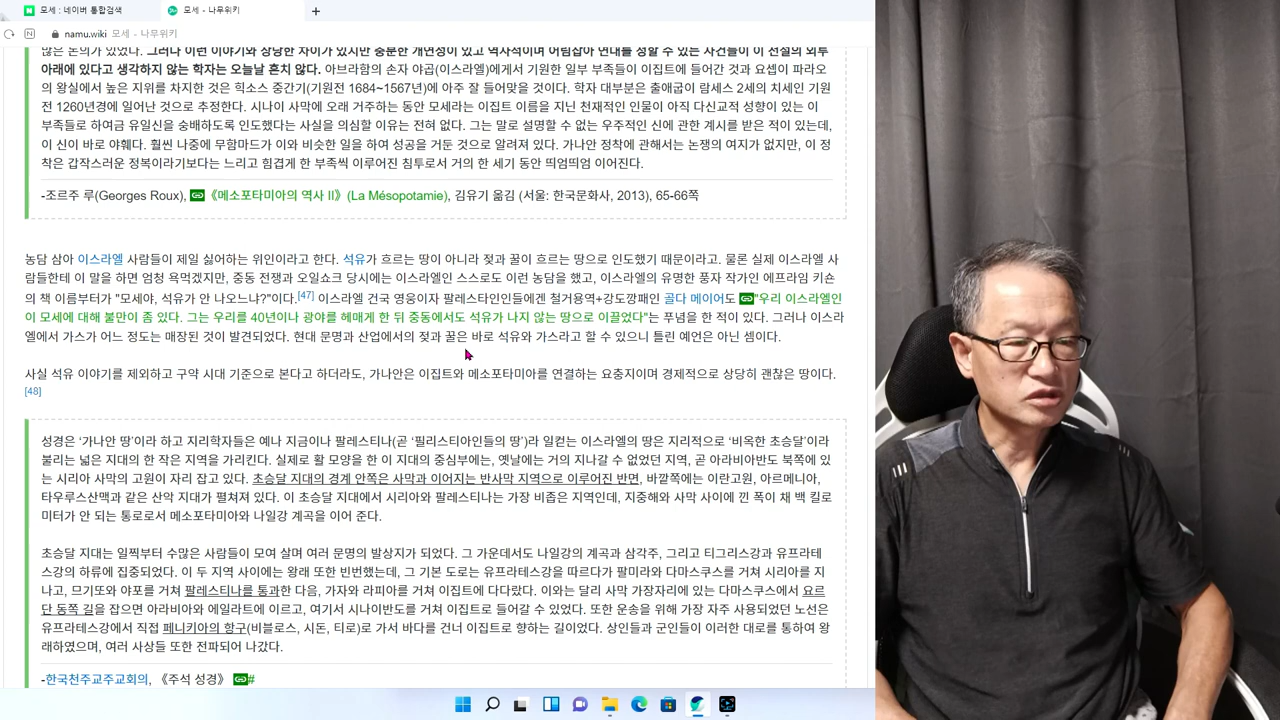 모세 : 네이버 통합검색
모세 - 나무위키
namu.wiki 모세 - 나무위키
많은 논의가 있었다. 그러나 이런 이야기와 상당한 차이가 있지만 충분한 개연성이 있고 역사적이며 어림잡아 연대를 정할 수 있는 사건들이 이 전설의 외투
아래에 있다고 생각하지 않는 학자는 오늘날 흔치 않다. 아브라함의 손자 야곱(이스라엘)에게서 기원한 일부 부족들이 이집트에 들어간 것과 요셉이 파라오
의 왕실에서 높은 지위를 차지한 것은 힉소스 중간기(기원전 1684~1567년)에 아주 잘 들어맞을 것이다. 학자 대부분은 출애굽이 람세스 2세의 치세인 기원
전 1260년경에 일어난 것으로 추정한다. 시나이 사막에 오래 거주하는 동안 모세라는 이집트 이름을 지닌 천재적인 인물이 아직 다신교적 성향이 있는 이
부족들로 하여금 유일신을 숭배하도록 인도했다는 사실을 의심할 이유는 전혀 없다. 그는 말로 설명할 수 없는 우주적인 신에 관한 계시를 받은 적이 있는데,
이 신이 바로 야훼다. 훨씬 나중에 무함마드가 이와 비슷한 일을 하여 성공을 거둔 것으로 알려져 있다. 가나안 정착에 관해서는 논쟁의 여지가 없지만, 이 정
착은 갑작스러운 정복이라기보다는 느리고 힘겹게 한 부족씩 이루어진 침투로서 거의 한 세기 동안 띄엄띄엄 이어진다.
-조르주 루(Georges Roux), 《메소포타미아의 역사 II》(La Mésopotamie), 김유기 옮김 (서울: 한국문화사, 2013), 65-66쪽
농담 삼아 이스라엘 사람들이 제일 싫어하는 위인이라고 한다. 석유가 흐르는 땅이 아니라 젖과 꿀이 흐르는 땅으로 인도했기 때문이라고. 물론 실제 이스라엘 사
람들한테 이 말을 하면 엄청 욕먹겠지만, 중동 전쟁과 오일쇼크 당시에는 이스라엘인 스스로도 이런 농담을 했고, 이스라엘의 유명한 풍자 작가인 에프라임 키숀
의 책 이름부터가 "모세야, 석유가 안 나오느냐?"이다.[47] 이스라엘 건국 영웅이자 팔레스타인인들에겐 철거용역+강도깡패인 골다 메이어도 "우리 이스라엘인
이 모세에 대해 불만이 좀 있다. 그는 우리를 40년이나 광야를 헤매게 한 뒤 중동에서도 석유가 나지 않는 땅으로 이끌었다"는 푸념을 한 적이 있다. 그러나 이스라
엘에서 가스가 어느 정도는 매장된 것이 발견되었다. 현대 문명과 산업에서의 젖과 꿀은 바로 석유와 가스라고 할 수 있으니 틀린 예언은 아닌 셈이다.
사실 석유 이야기를 제외하고 구약 시대 기준으로 본다고 하더라도, 가나안은 이집트와 메소포타미아를 연결하는 요충지이며 경제적으로 상당히 괜찮은 땅이다.
[48]
성경은 '가나안 땅'이라 하고 지리학자들은 예나 지금이나 팔레스티나(곧 '필리스티아인들의 땅')라 일컫는 이스라엘의 땅은 지리적으로 '비옥한 초승달'이라
불리는 넓은 지대의 한 작은 지역을 가리킨다. 실제로 활 모양을 한 이 지대의 중심부에는, 옛날에는 거의 지나갈 수 없었던 지역, 곧 아라비아반도 북쪽에 있
는 시리아 사막의 고원이 자리 잡고 있다. 초승달 지대의 경계 안쪽은 사막과 이어지는 반사막 지역으로 이루어진 반면, 바깥쪽에는 이란고원, 아르메니아,
타우루스산맥과 같은 산악 지대가 펼쳐져 있다. 이 초승달 지대에서 시리아와 팔레스티나는 가장 비좁은 지역인데, 지중해와 사막 사이에 낀 폭이 채 백 킬로
미터가 안 되는 통로로서 메소포타미아와 나일강 계곡을 이어 준다.
초승달 지대는 일찍부터 수많은 사람들이 모여 살며 여러 문명의 발상지가 되었다. 그 가운데서도 나일강의 계곡과 삼각주, 그리고 티그리스강과 유프라테
스강의 하류에 집중되었다. 이 두 지역 사이에는 왕래 또한 빈번했는데, 그 기본 도로는 유프라테스강을 따르다가 팔미라와 다마스쿠스를 거쳐 시리아를 지
나고, 므기또와 야포를 거쳐 팔레스티나를 통과한 다음, 가자와 라피아를 거쳐 이집트에 다다랐다. 이와는 달리 사막 가장자리에 있는 다마스쿠스에서 요르
단 동쪽 길을 잡으면 아라비아와 에일라트에 이르고, 여기서 시나이반도를 거쳐 이집트로 들어갈 수 있었다. 또한 운송을 위해 가장 자주 사용되었던 노선은
유프라테스강에서 직접 페니키아의 항구(비블로스, 시돈, 티로)로 가서 바다를 건너 이집트로 향하는 길이었다. 상인들과 군인들이 이러한 대로를 통하여 왕
래하였으며, 여러 사상들 또한 전파되어 나갔다.
-한국천주교주교회의, 《주석 성경》 #